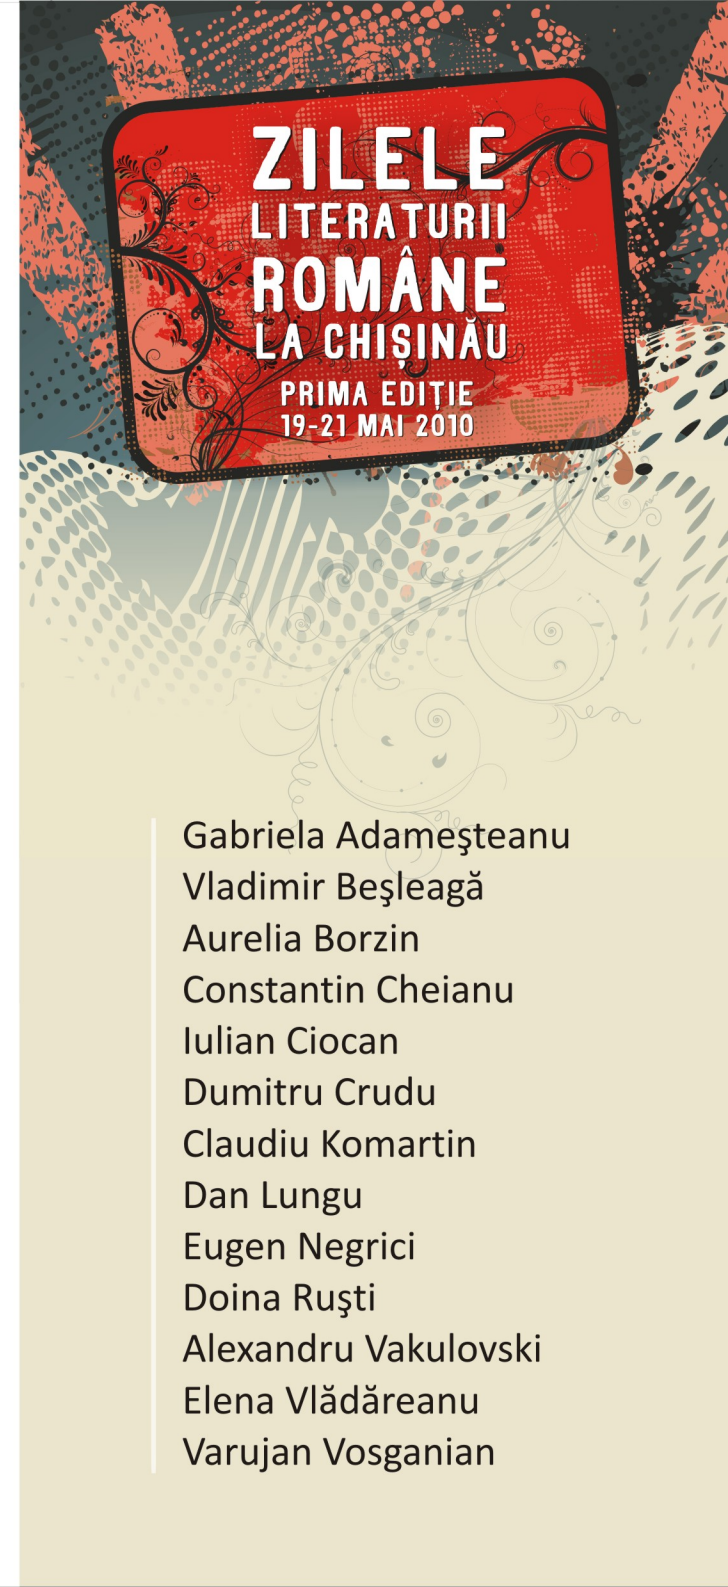 ZILELE
LITERATURII
ROMÂNE
LA CHIȘINĂU
PRIMA EDIȚIE
19-21 MAI 2010
Gabriela Adameşteanu
Vladimir Beşleagă
Aurelia Borzin
Constantin Cheianu
Iulian Ciocan
Dumitru Crudu
Claudiu Komartin
Dan Lungu
Eugen Negrici
Doina Ruşti
Alexandru Vakulovski
Elena Vlădăreanu
Varujan Vosganian